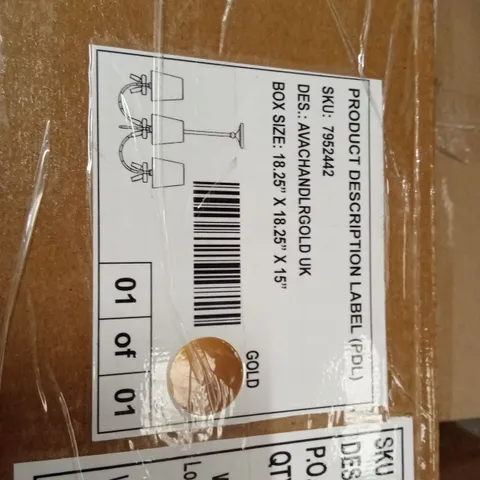 PRODUCT DESCRIPTION LABEL (PDL)
SKU: 7952442
DES.: AVACHANDLRGOLD UK
BOX SIZE: 18.25" X 18.25" X 15"
GOLD
01 of 01
SKU
DES
P.O.
QTY